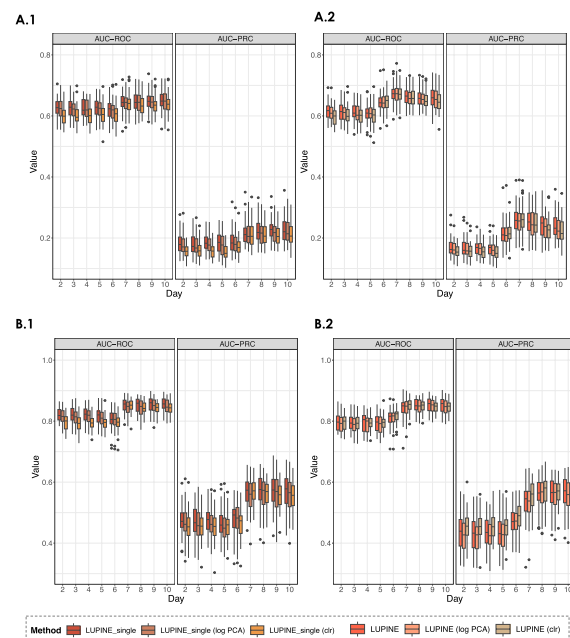 A.1
AUC−ROC AUC−PRC
0.8
0.6
0.4
0.2
Value
2 3 4 5 6 7 8 9 10 2 3 4 5 6 7 8 9 10
Day
A.2
AUC−ROC AUC−PRC
0.8
0.6
0.4
0.2
Value
2 3 4 5 6 7 8 9 10 2 3 4 5 6 7 8 9 10
Day
B.1
AUC−ROC AUC−PRC
1.0
0.8
0.6
0.4
Value
2 3 4 5 6 7 8 9 10 2 3 4 5 6 7 8 9 10
Day
B.2
AUC−ROC AUC−PRC
1.0
0.8
0.6
0.4
Value
2 3 4 5 6 7 8 9 10 2 3 4 5 6 7 8 9 10
Day
Method LUPINE_single LUPINE_single (log PCA) LUPINE_single (clr) LUPINE LUPINE (log PCA) LUPINE (clr)